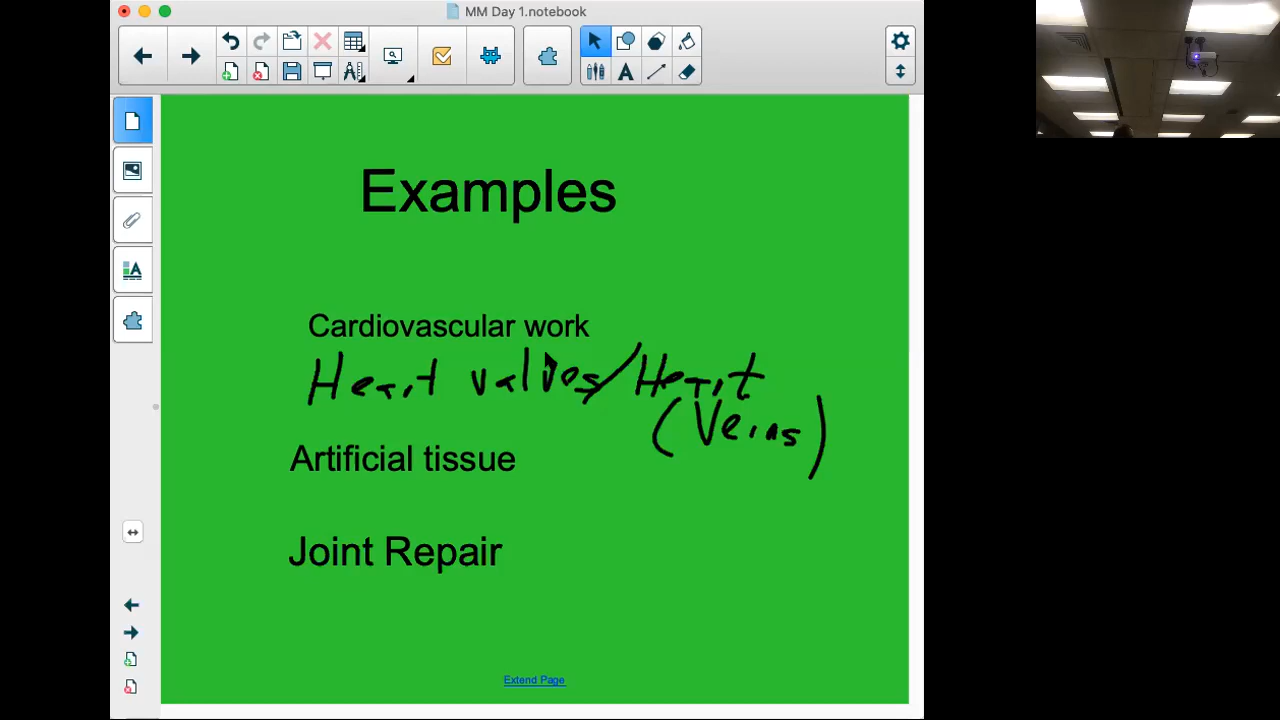 MM Day 1.notebook
Examples
Cardiovascular work
Heart valves/Heart
(Veins)
Artificial tissue
Joint Repair
Extend Page